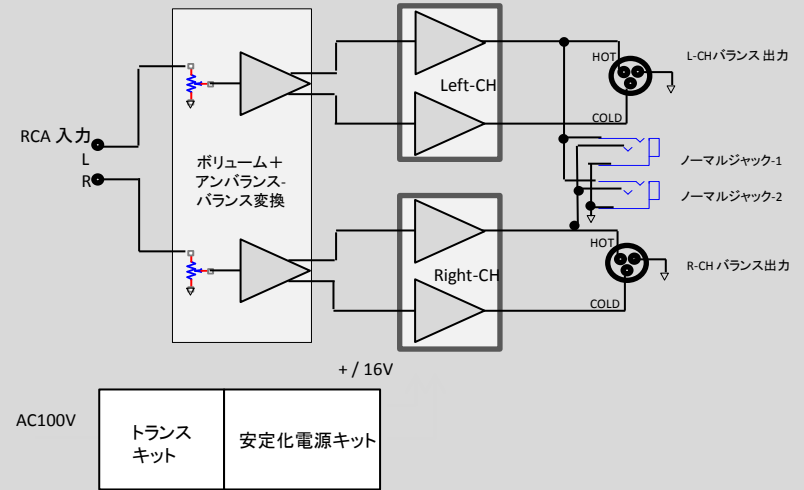 RCA 入力
L
R
ボリューム＋
アンバランス-
バランス変換
Left-CH
Right-CH
HOT
COLD
L-CHバランス出力
ノーマルジャック-1
ノーマルジャック-2
HOT
COLD
R-CH バランス出力
+ / 16V
AC100V
トランス
キット
安定化電源キット